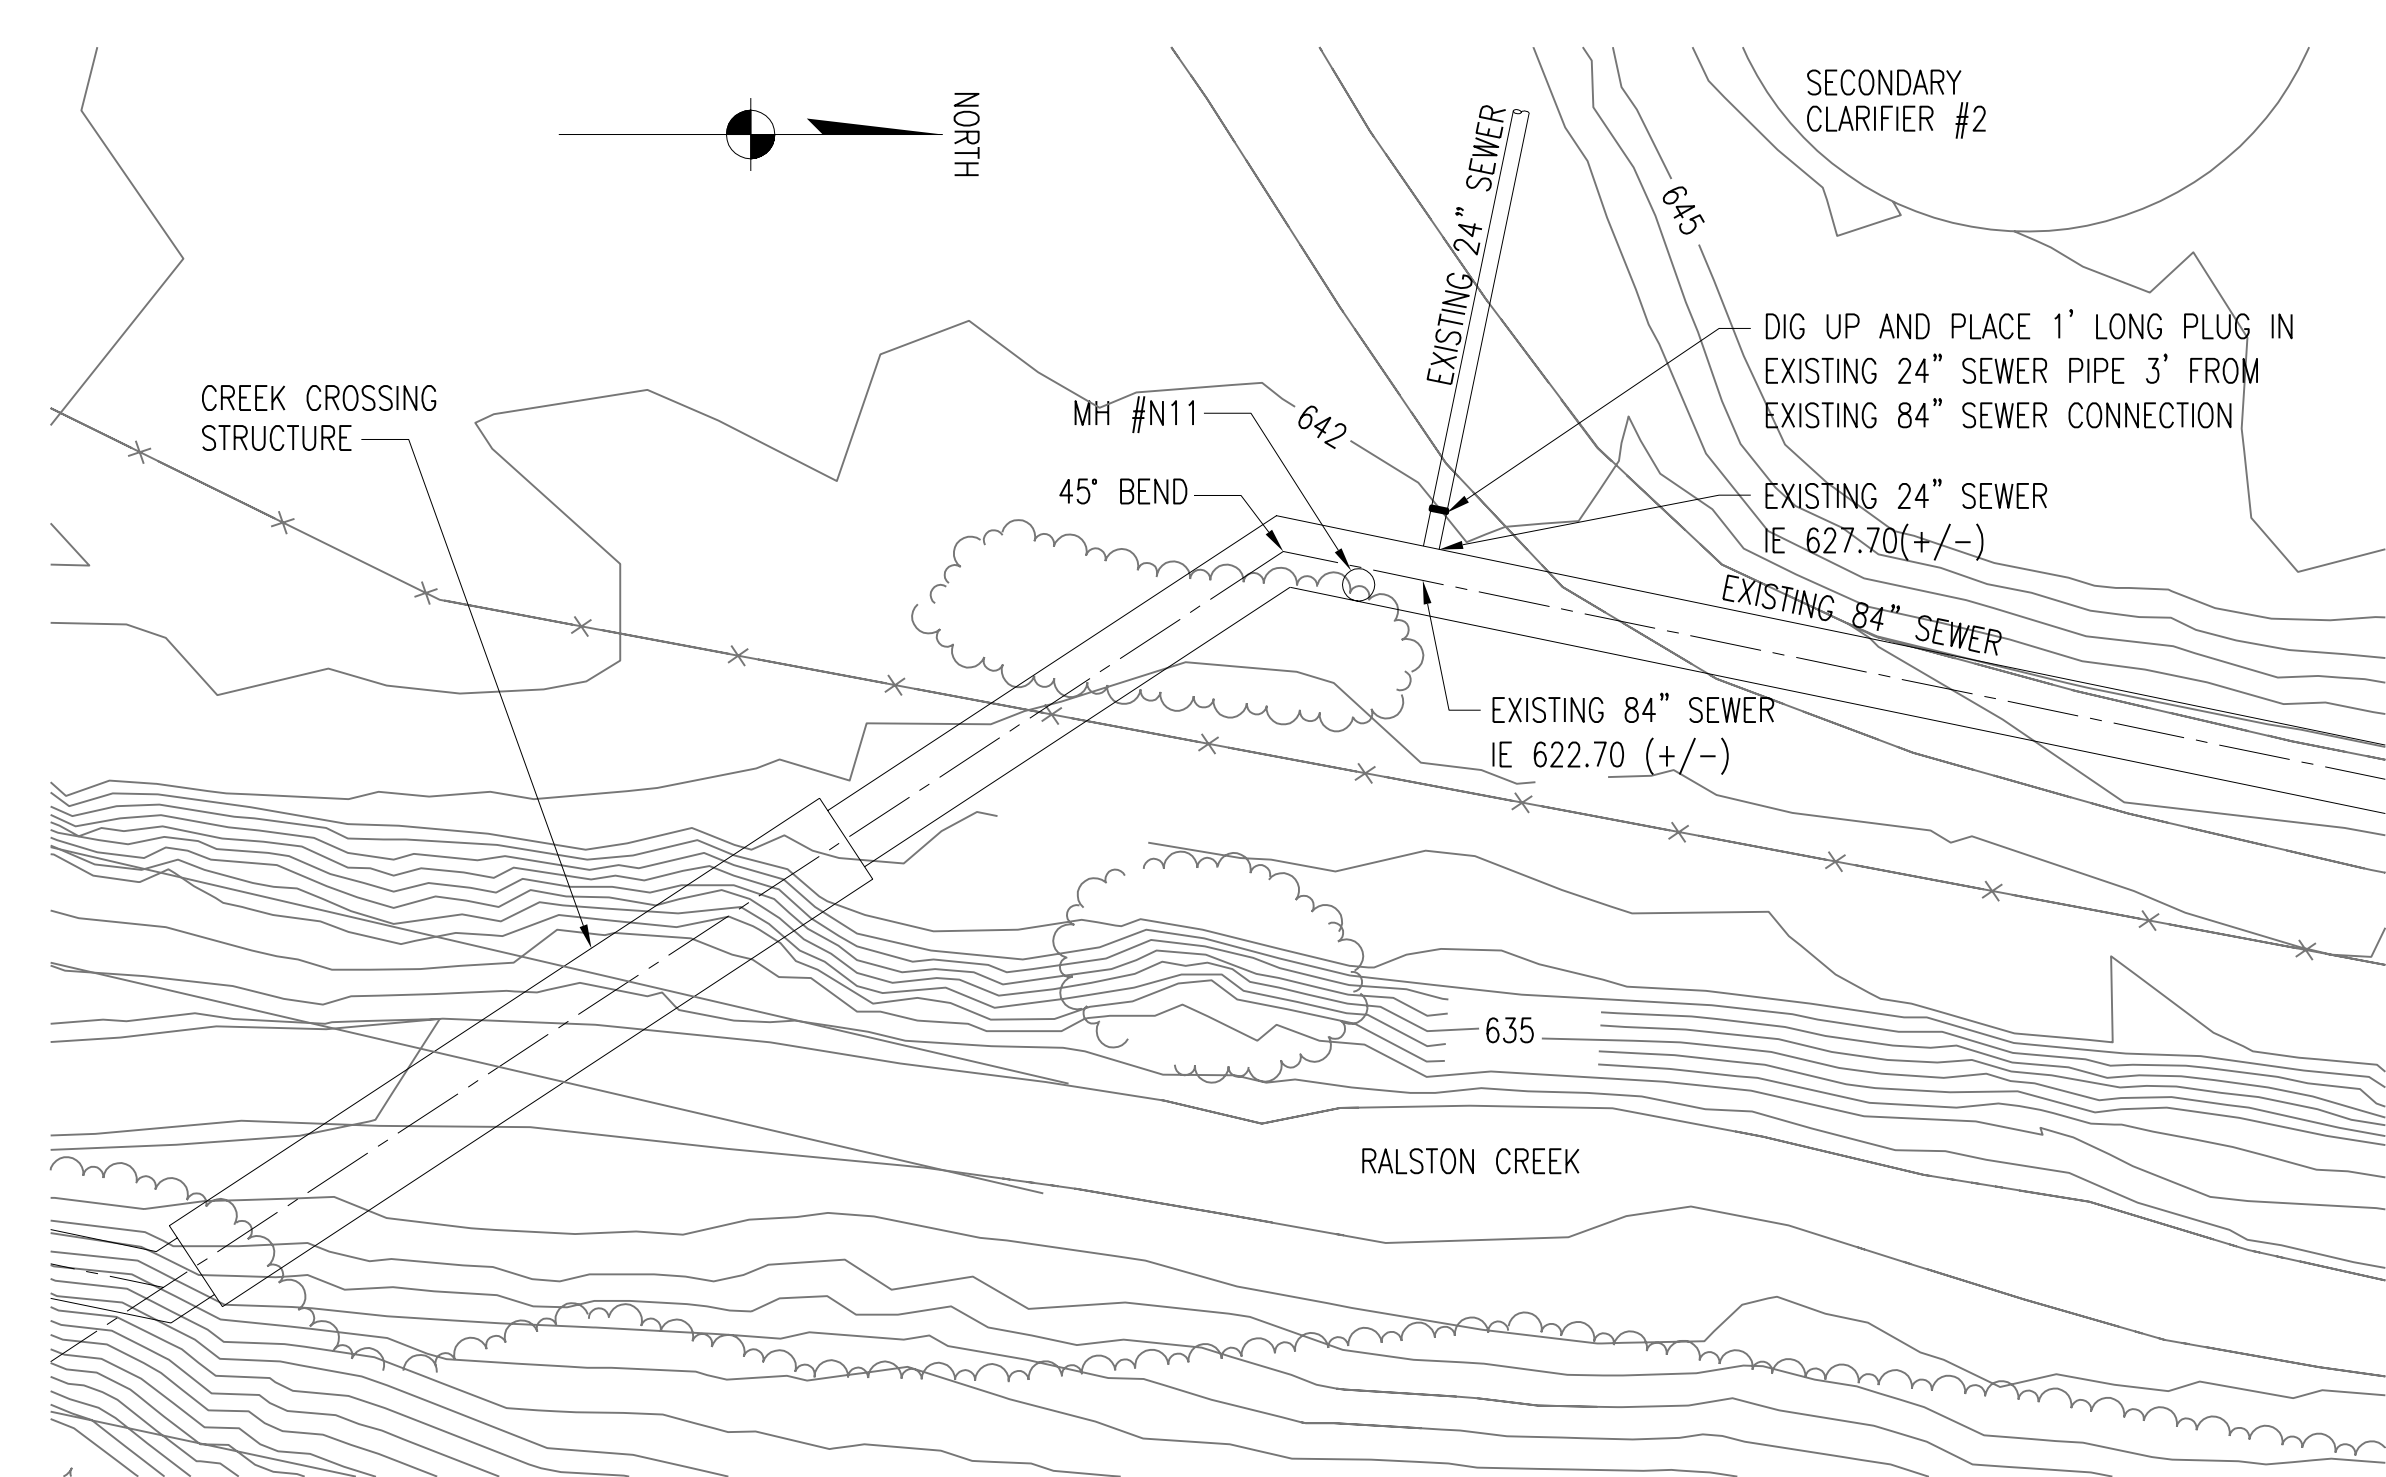 SECONDARY
CLARIFIER #2
NORTH
EXISTING 24" SEWER
645
DIG UP AND PLACE 1' LONG PLUG IN
EXISTING 24" SEWER PIPE 3' FROM
EXISTING 84" SEWER CONNECTION
CREEK CROSSING
STRUCTURE
MH #N11
642
45° BEND
EXISTING 24" SEWER
IE 627.70(+/-)
EXISTING 84" SEWER
EXISTING 84" SEWER
IE 622.70 (+/-)
635
RALSTON CREEK